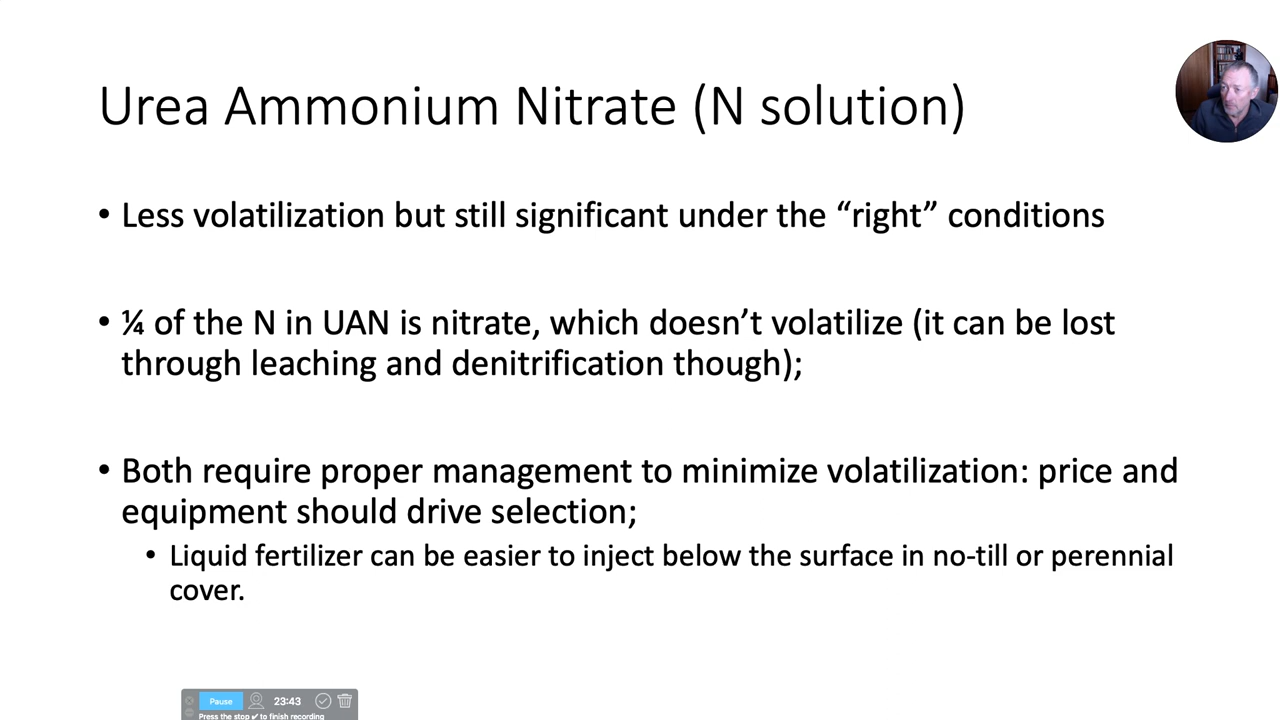 Urea Ammonium Nitrate (N solution)
• Less volatilization but still significant under the “right” conditions
• ¼ of the N in UAN is nitrate, which doesn’t volatilize (it can be lost
through leaching and denitrification though);
• Both require proper management to minimize volatilization: price and
equipment should drive selection;
• Liquid fertilizer can be easier to inject below the surface in no-till or perennial
cover.
Pause 23:43
Press the stop ✓ to finish recording